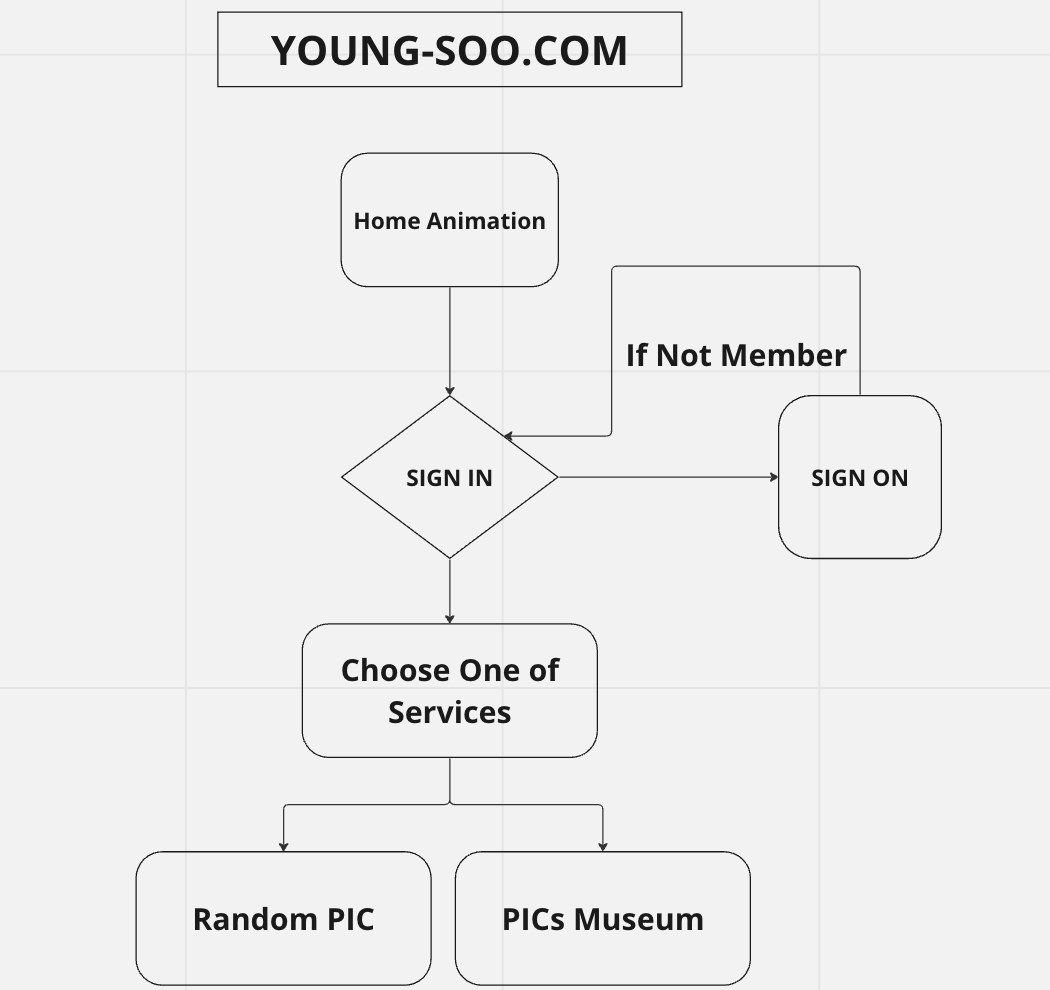 YOUNG-SOO.COM
Home Animation
If Not Member
SIGN IN
SIGN ON
Choose One of
Services
Random PIC
PICs Museum